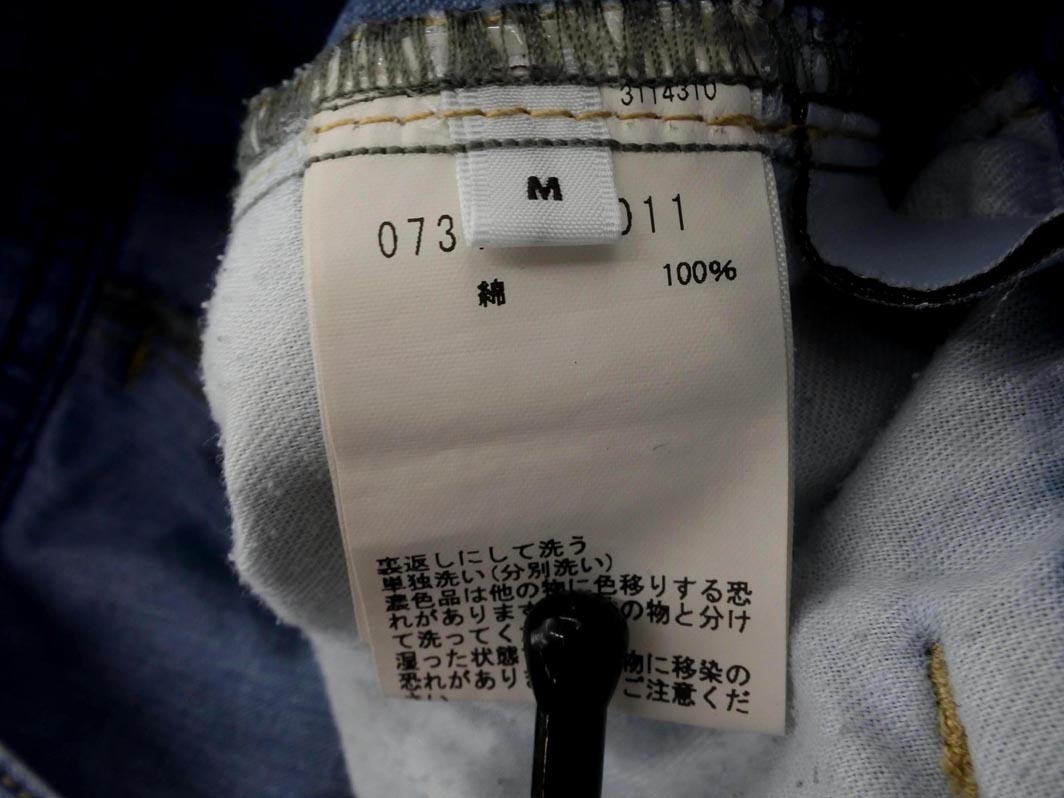 3114310
M
073 011
綿 100%
裏返しにして洗う
単独洗い(分別洗い)
濃色品は他の物に色移りする恐
れがあります の物と分け
て洗ってく
湿った状態 物に移染の
恐れがあり ご注意くだ
さい